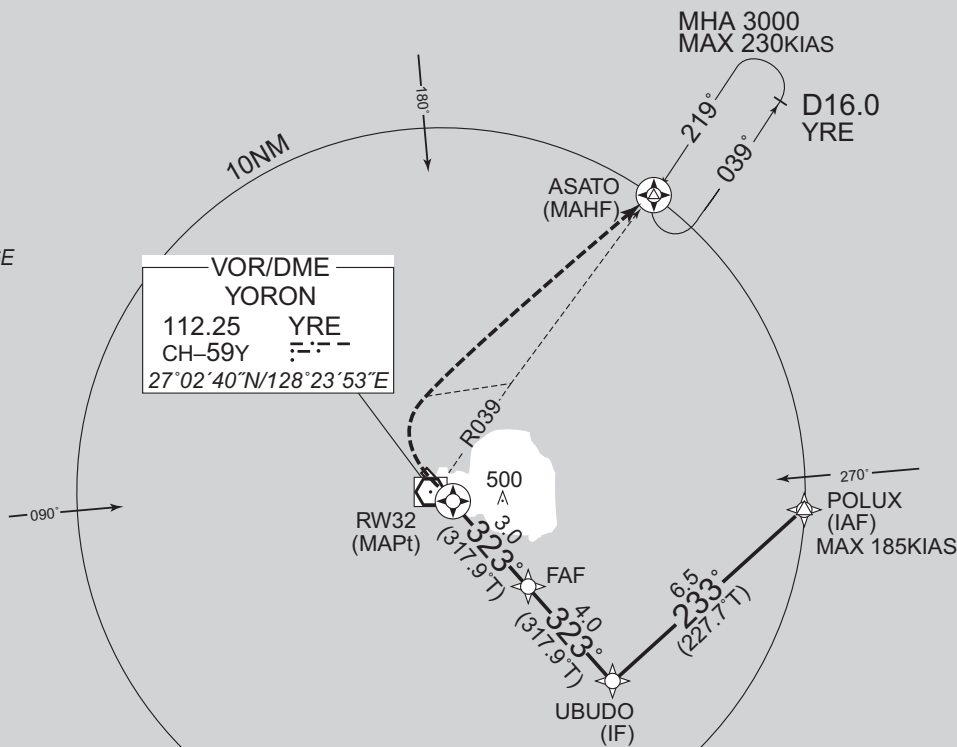 MHA 3000
MAX 230KIAS
180°
219°
039°
D16.0
YRE
10NM
ASATO
(MAHF)
E
VOR/DME
YORON
112.25 YRE
CH–59Y
27°02´40˝N/128°23´53˝E
R039
500
270°
090°
RW32
(MAPt)
3.0
323°
(317.9°T)
FAF
4.0
323°
(317.9°T)
6.5
233°
(227.7°T)
POLUX
(IAF)
MAX 185KIAS
UBUDO
(IF)